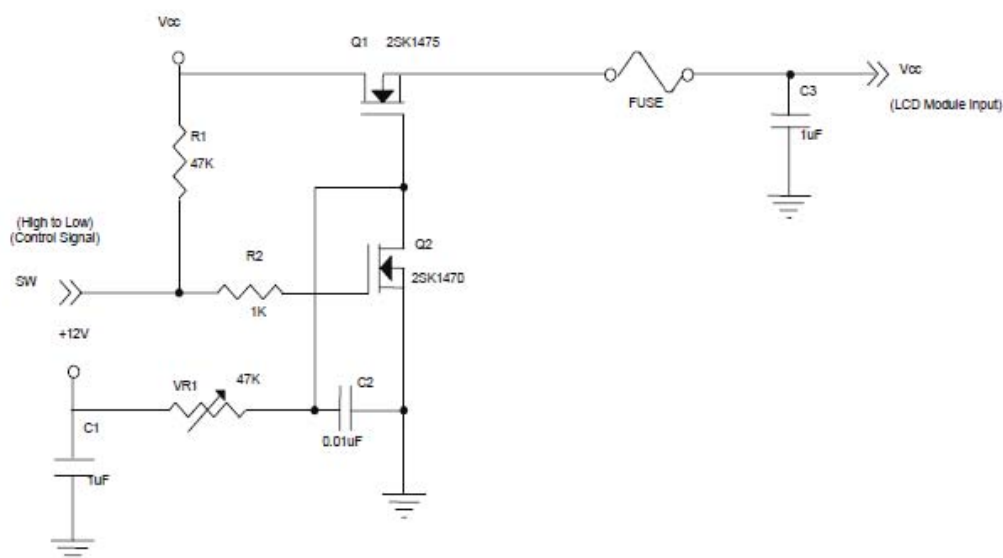 Vcc
Q1 2SK1475
Vcc
(LCD Module Input)
FUSE
C3
1uF
R1
47K
(High to Low)
(Control Signal)
SW
R2
1K
Q2
2SK1470
+12V
VR1
47K
C2
0.01uF
C1
1uF